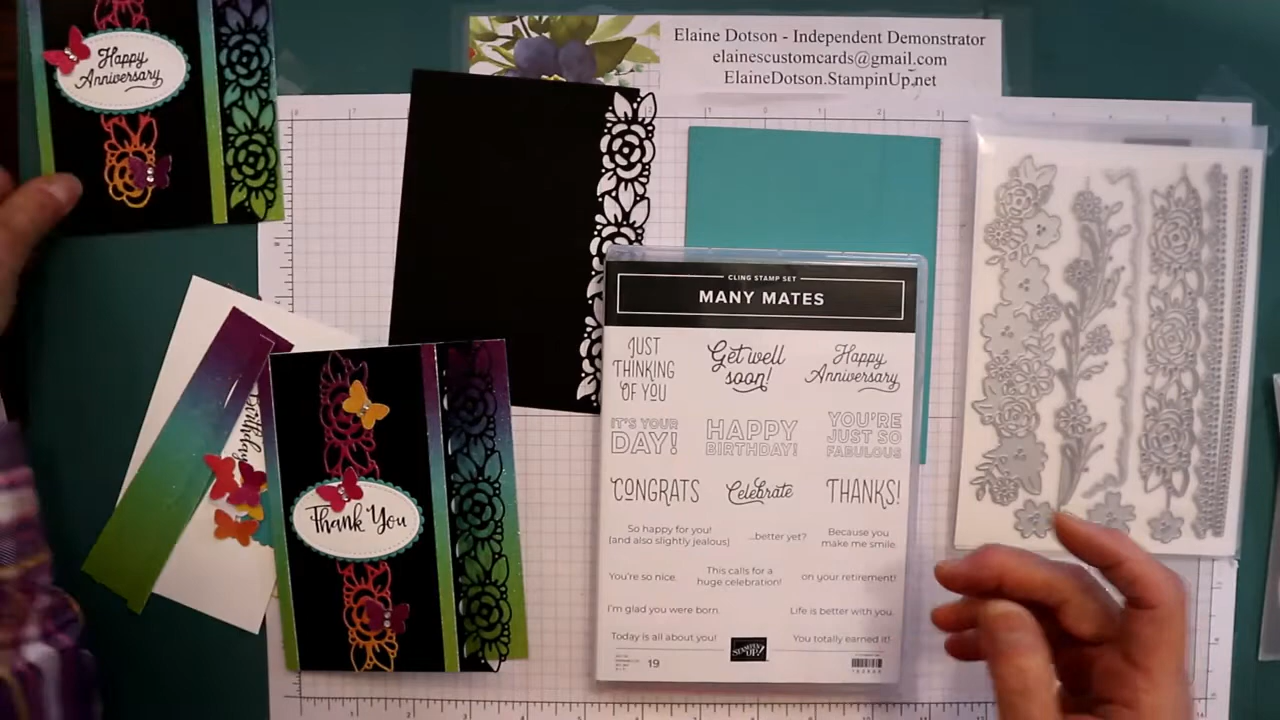 Happy
Anniversary
Elaine Dotson - Independent Demonstrator
elainescustomcards@gmail.com
ElaineDotson.StampinUp.net
CLING STAMP SET
MANY MATES
JUST
THINKING
OF YOU
Get well
soon!
Happy
Anniversary
IT'S YOUR
DAY!
HAPPY
BIRTHDAY!
YOU'RE
JUST SO
FABULOUS
CONGRATS
Celebrate
THANKS!
So happy for you!
(and also slightly jealous)
...better yet?
Because you
make me smile.
You're so nice.
This calls for a
huge celebration!
on your retirement!
I'm glad you were born.
Life is better with you.
Today is all about you!
You totally earned it!
STAMPIN' UP!
19
Birthday
Thank You